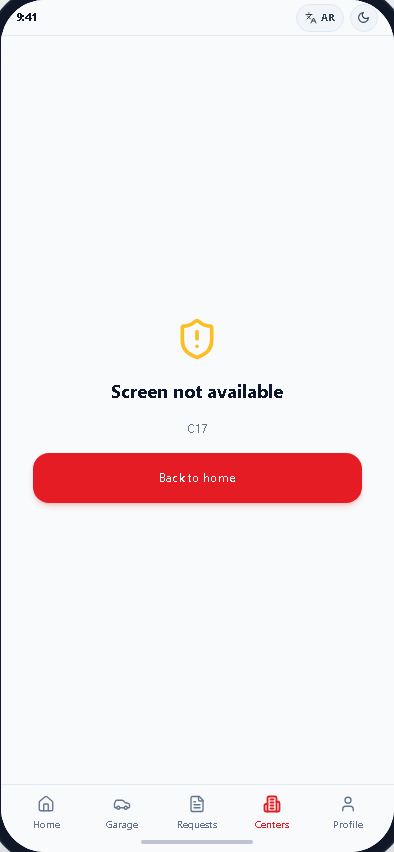 9:41
AR
Screen not available
C17
Back to home
Home
Garage
Requests
Centers
Profile